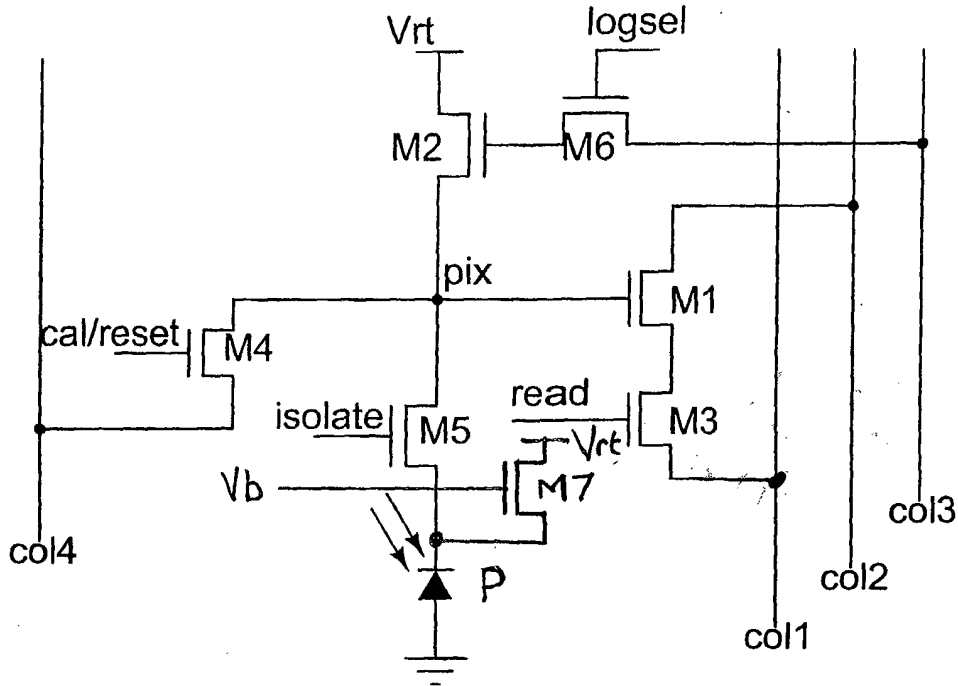 logsel
Vrt
M2
M6
pix
M1
cal/reset
M4
read
isolate
M5
M3
Vrt
Vb
M7
col3
col4
P
col2
col1